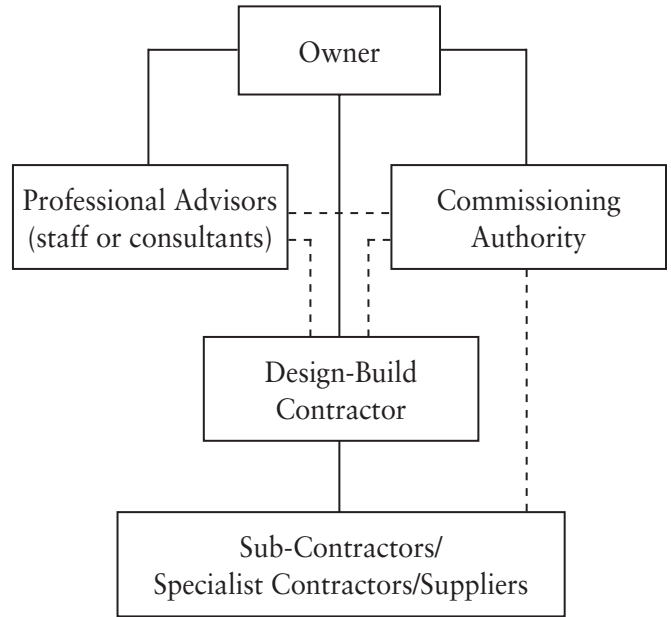 Owner
Professional Advisors
(staff or consultants)
Commissioning
Authority
Design-Build
Contractor
Sub-Contractors/
Specialist Contractors/Suppliers